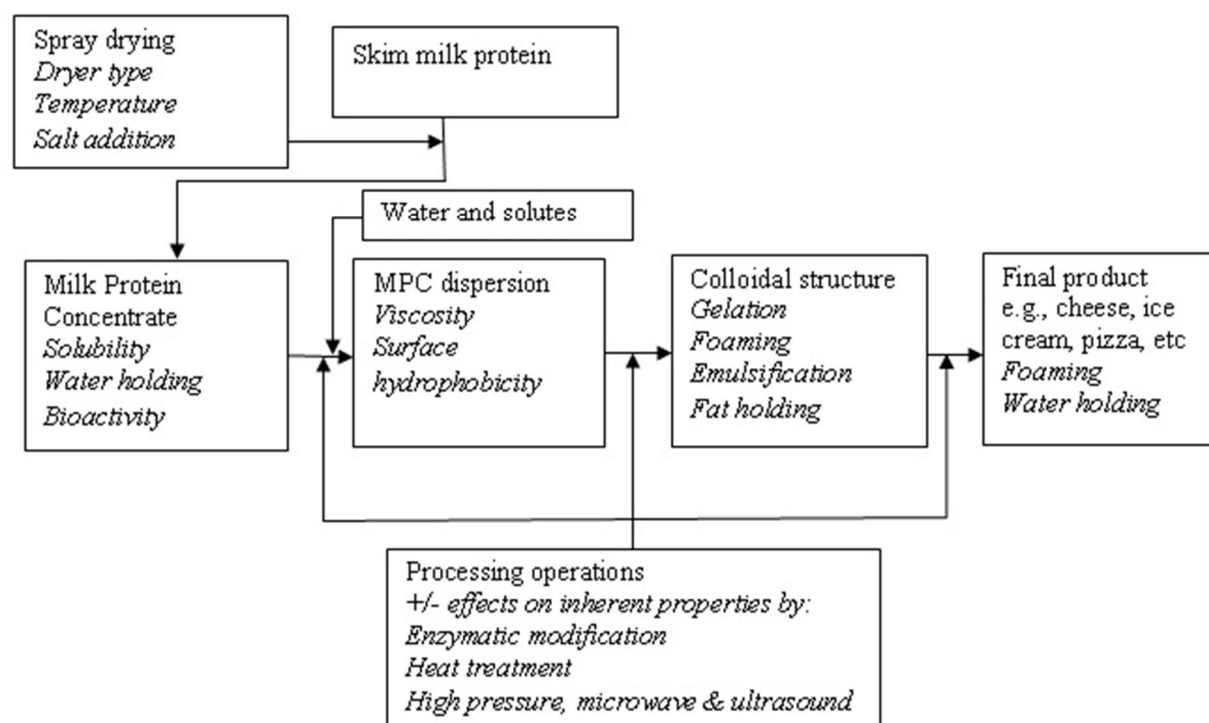 Spray drying
Dryer type
Temperature
Salt addition
Skim milk protein
Water and solutes
Milk Protein
Concentrate
Solubility
Water holding
Bioactivity
MPC dispersion
Viscosity
Surface
hydrophobicity
Colloidal structure
Gelation
Foaming
Emulsification
Fat holding
Final product
e.g., cheese, ice
cream, pizza, etc
Foaming
Water holding
Processing operations
+/- effects on inherent properties by:
Enzymatic modification
Heat treatment
High pressure, microwave & ultrasound